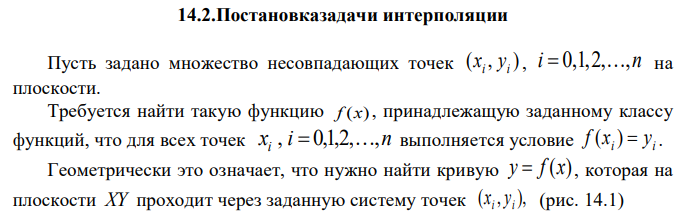 14.2.Постановказадачи интерполяции
Пусть задано множество несовпадающих точек (xᵢ, yᵢ), i = 0,1,2,…,n на
плоскости.
Требуется найти такую функцию f(x), принадлежащую заданному классу
функций, что для всех точек xᵢ , i = 0,1,2,…,n выполняется условие f(xᵢ) = yᵢ.
Геометрически это означает, что нужно найти кривую y = f(x), которая на
плоскости XY проходит через заданную систему точек (xᵢ, yᵢ), (рис. 14.1)